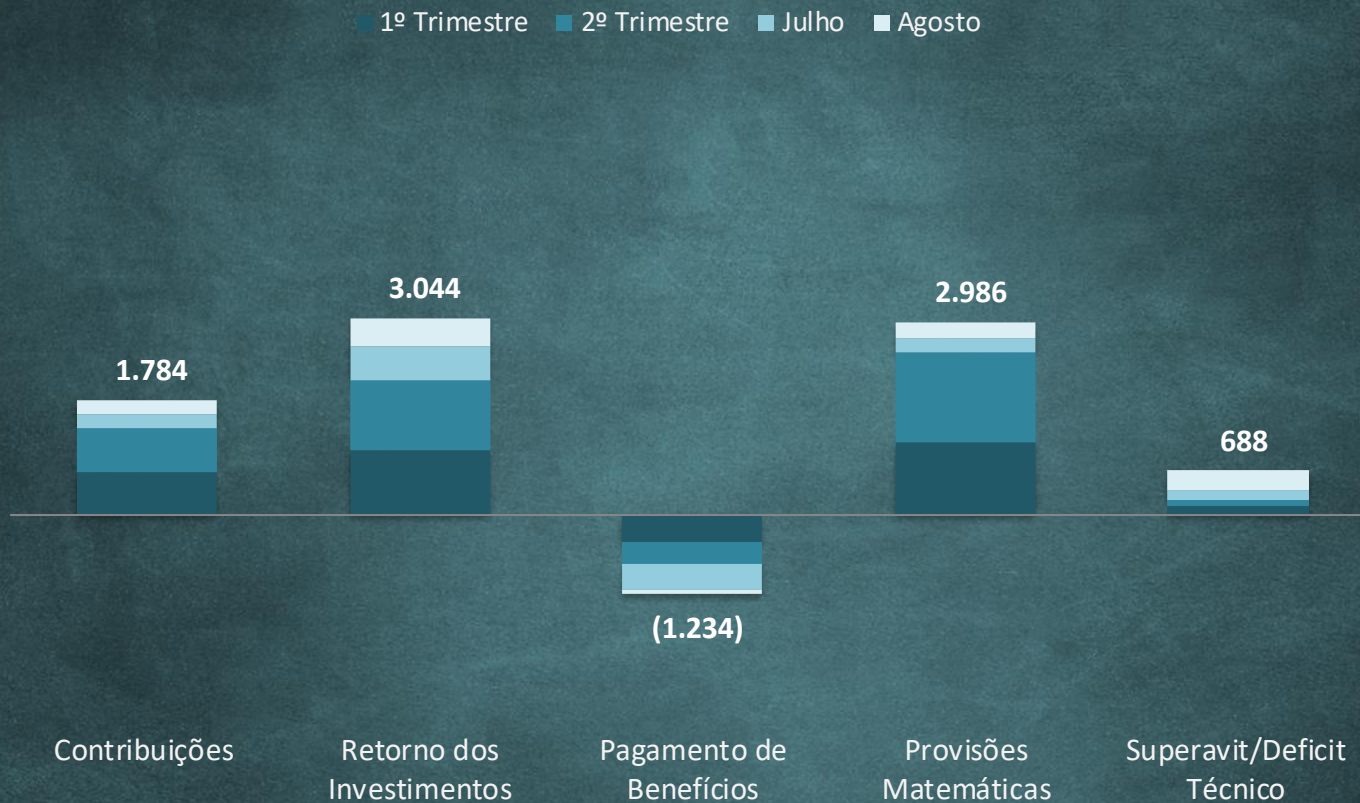 1º Trimestre 2º Trimestre Julho Agosto
3.044
2.986
1.784
688
(1.234)
Contribuições
Retorno dos
Investimentos
Pagamento de
Benefícios
Provisões
Matemáticas
Superavit/Deficit
Técnico